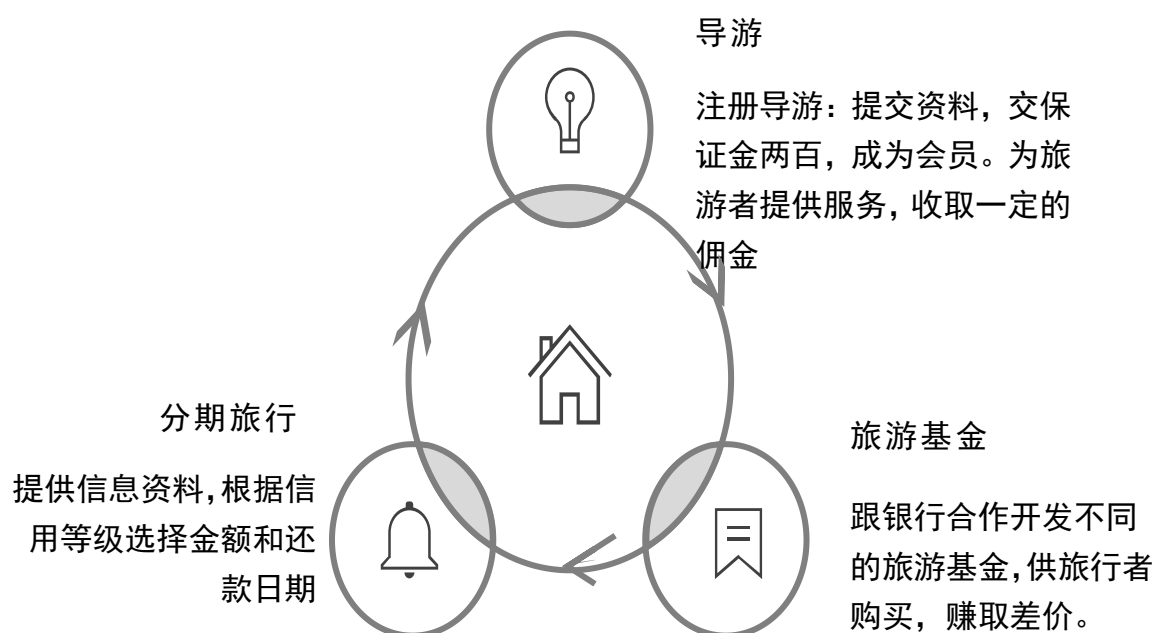 导游
注册导游：提交资料，交保
证金两百，成为会员。为旅
游者提供服务，收取一定的
佣金
分期旅行
提供信息资料，根据信
用等级选择金额和还
款日期
旅游基金
跟银行合作开发不同
的旅游基金，供旅行者
购买，赚取差价。